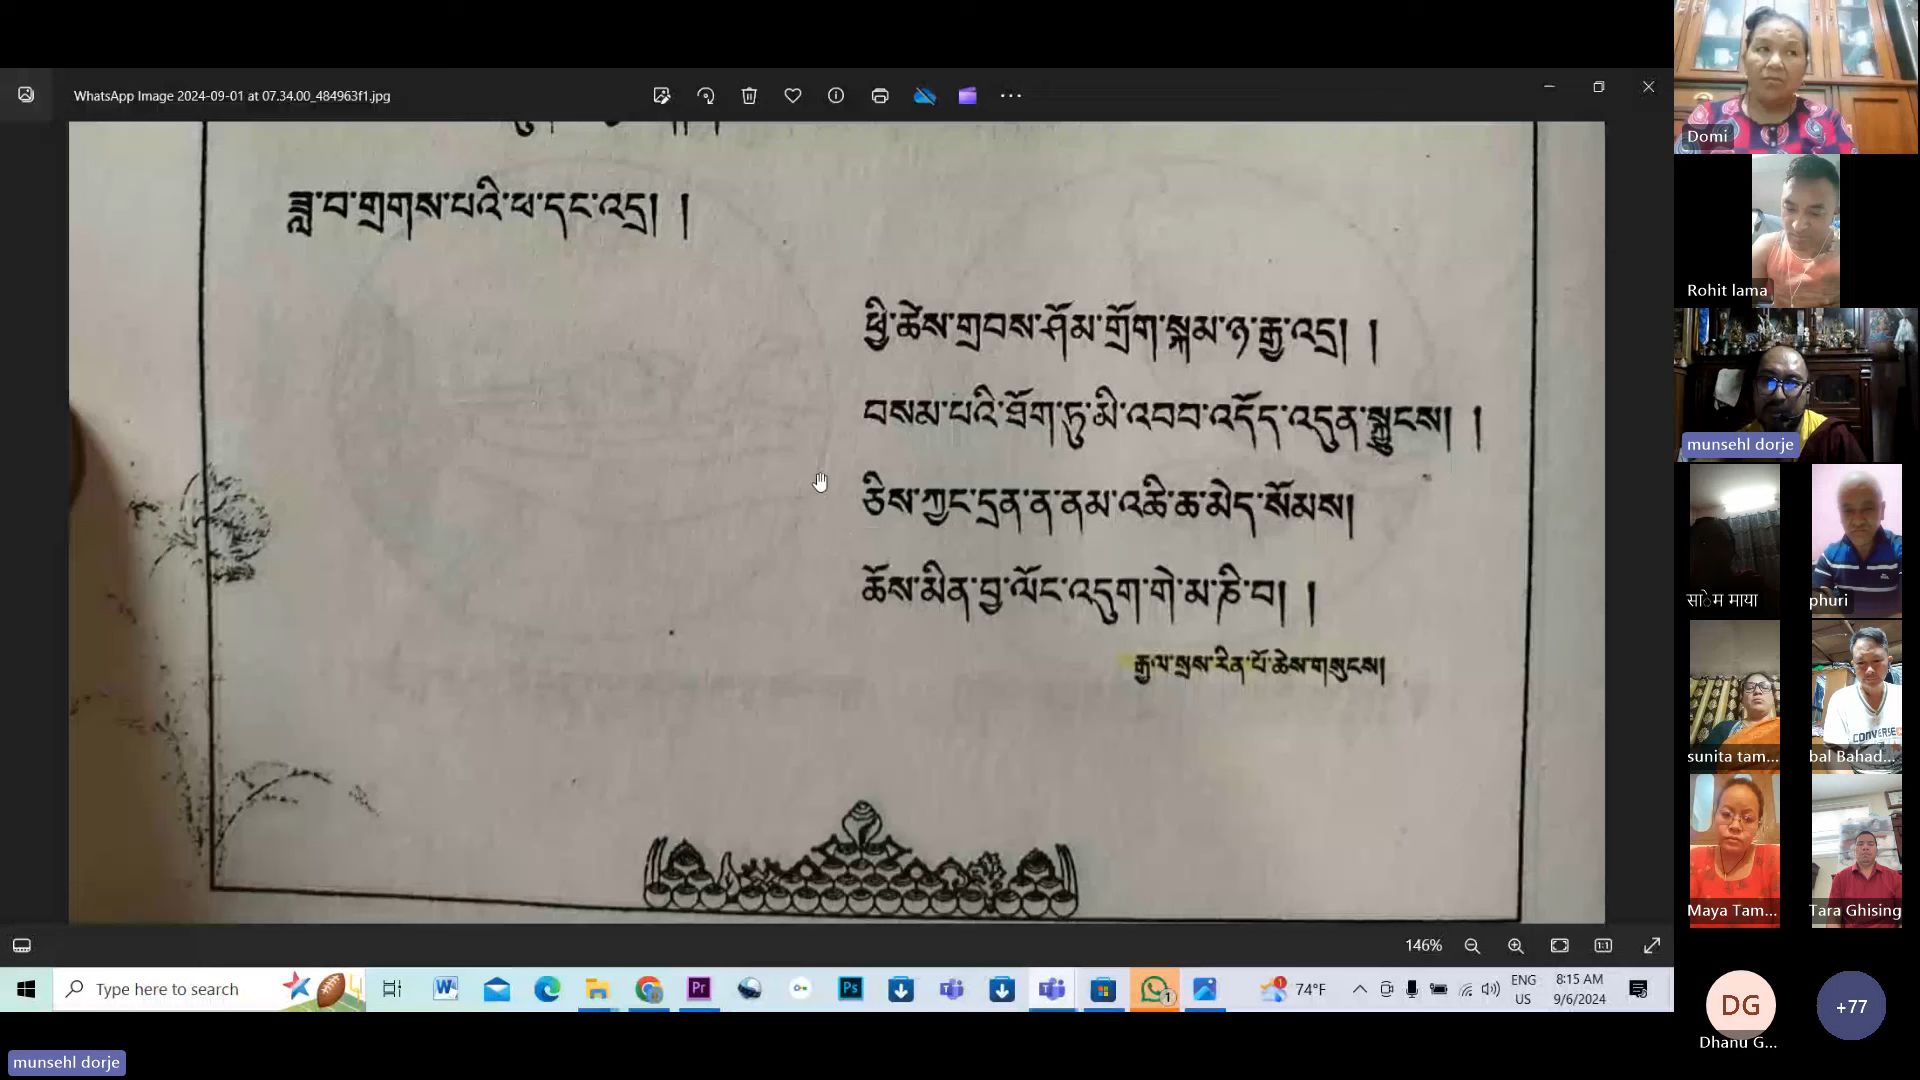 WhatsApp Image 2024-09-01 at 07.34.00_484963f1.jpg
ཟླ་བ་གྲགས་པའི་ཕ་དང་འདྲ། །
ཕྱི་ཚེས་གྲབས་ཤོམ་གྲོག་སྐམ་ཉ་རྒྱ་འདྲ། །
བསམ་པའི་ཐོག་ཏུ་མི་འབབ་འདོད་འདུན་སྐྱུངས། །
ཅིས་ཀྱང་དྲན་ན་ནམ་འཆི་ཆ་མེད་སོམས།
ཆོས་མིན་བྱ་ལོང་འདུག་གེ་མ་ཎི་བ། །
རྒྱལ་སྲས་རིན་པོ་ཆེས་གསུངས།
146%
Type here to search
74°F
ENG
US
8:15 AM
9/6/2024
munsehl dorje
Domi
Rohit lama
munsehl dorje
साेम माया
phuri
sunita tam...
CONVERSE
bal Bahad...
Maya Tam...
Tara Ghising
DG
Dhanu G...
+77